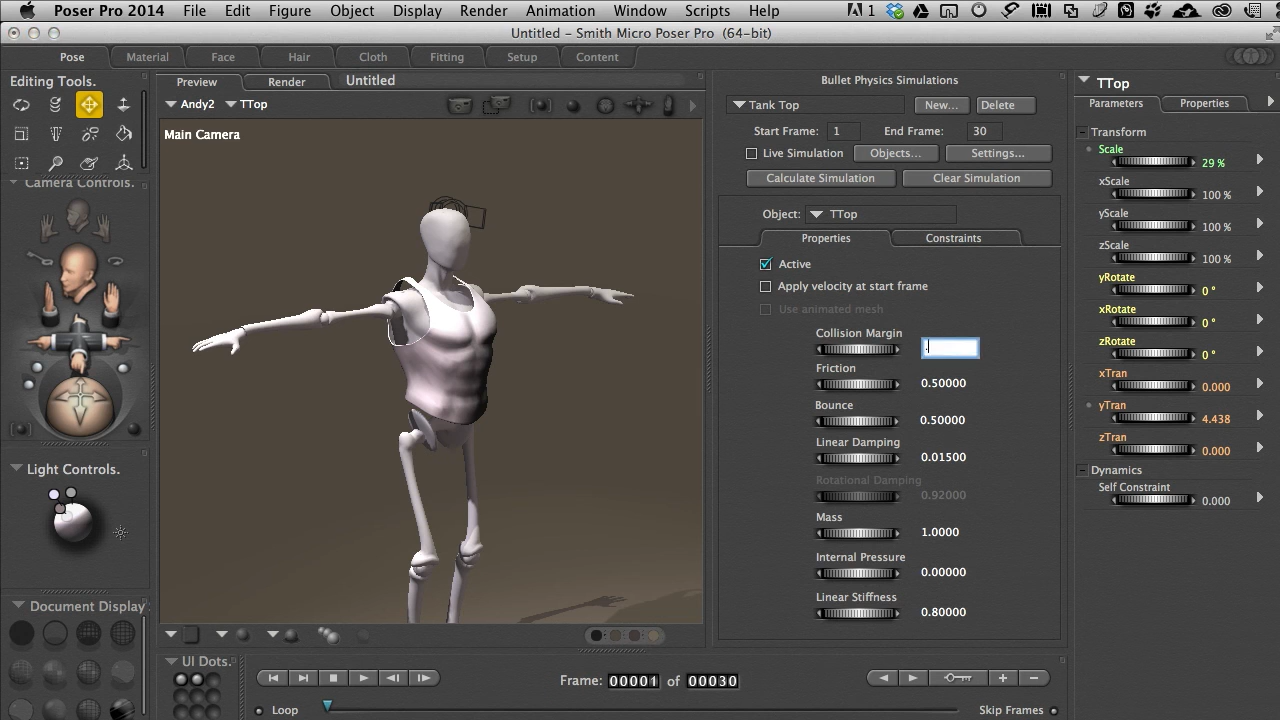 Poser Pro 2014 File Edit Figure Object Display Render Animation Window Scripts Help 1
Untitled – Smith Micro Poser Pro (64-bit)
Pose Material Face Hair Cloth Fitting Setup Content
Editing Tools.
Camera Controls.
Light Controls.
Document Display
Preview Render Untitled
Andy2 TTop
Main Camera
UI Dots.
Bullet Physics Simulations
Tank Top New... Delete
Start Frame: 1 End Frame: 30
Live Simulation Objects... Settings...
Calculate Simulation Clear Simulation
Object: TTop
Properties Constraints
Active
Apply velocity at start frame
Use animated mesh
Collision Margin
.
Friction
0.50000
Bounce
0.50000
Linear Damping
0.01500
Rotational Damping
0.92000
Mass
1.0000
Internal Pressure
0.00000
Linear Stiffness
0.80000
Frame: 00001 of 00030
Loop Skip Frames
TTop
Parameters Properties
Transform
Scale
29 %
xScale
100 %
yScale
100 %
zScale
100 %
yRotate
0 °
xRotate
0 °
zRotate
0 °
xTran
0.000
yTran
4.438
zTran
0.000
Dynamics
Self Constraint
0.000